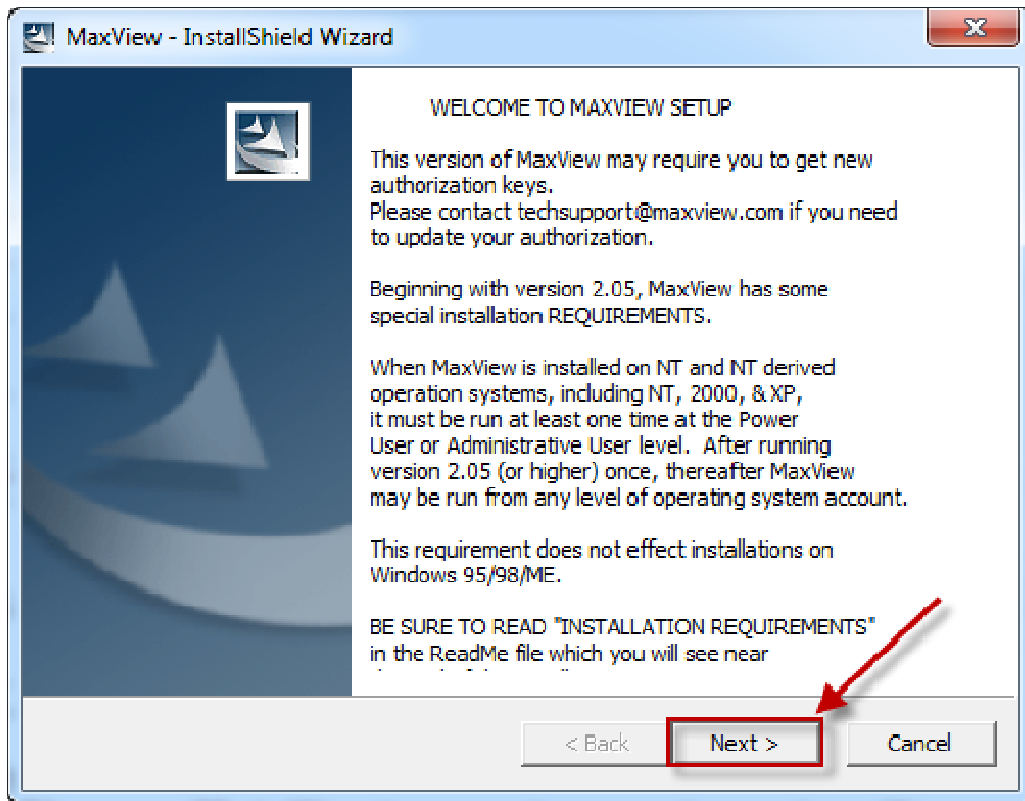 MaxView - InstallShield Wizard
WELCOME TO MAXVIEW SETUP
This version of MaxView may require you to get new
authorization keys.
Please contact techsupport@maxview.com if you need
to update your authorization.
Beginning with version 2.05, MaxView has some
special installation REQUIREMENTS.
When MaxView is installed on NT and NT derived
operation systems, including NT, 2000, & XP,
it must be run at least one time at the Power
User or Administrative User level. After running
version 2.05 (or higher) once, thereafter MaxView
may be run from any level of operating system account.
This requirement does not effect installations on
Windows 95/98/ME.
BE SURE TO READ "INSTALLATION REQUIREMENTS"
in the ReadMe file which you will see near
< Back Next > Cancel